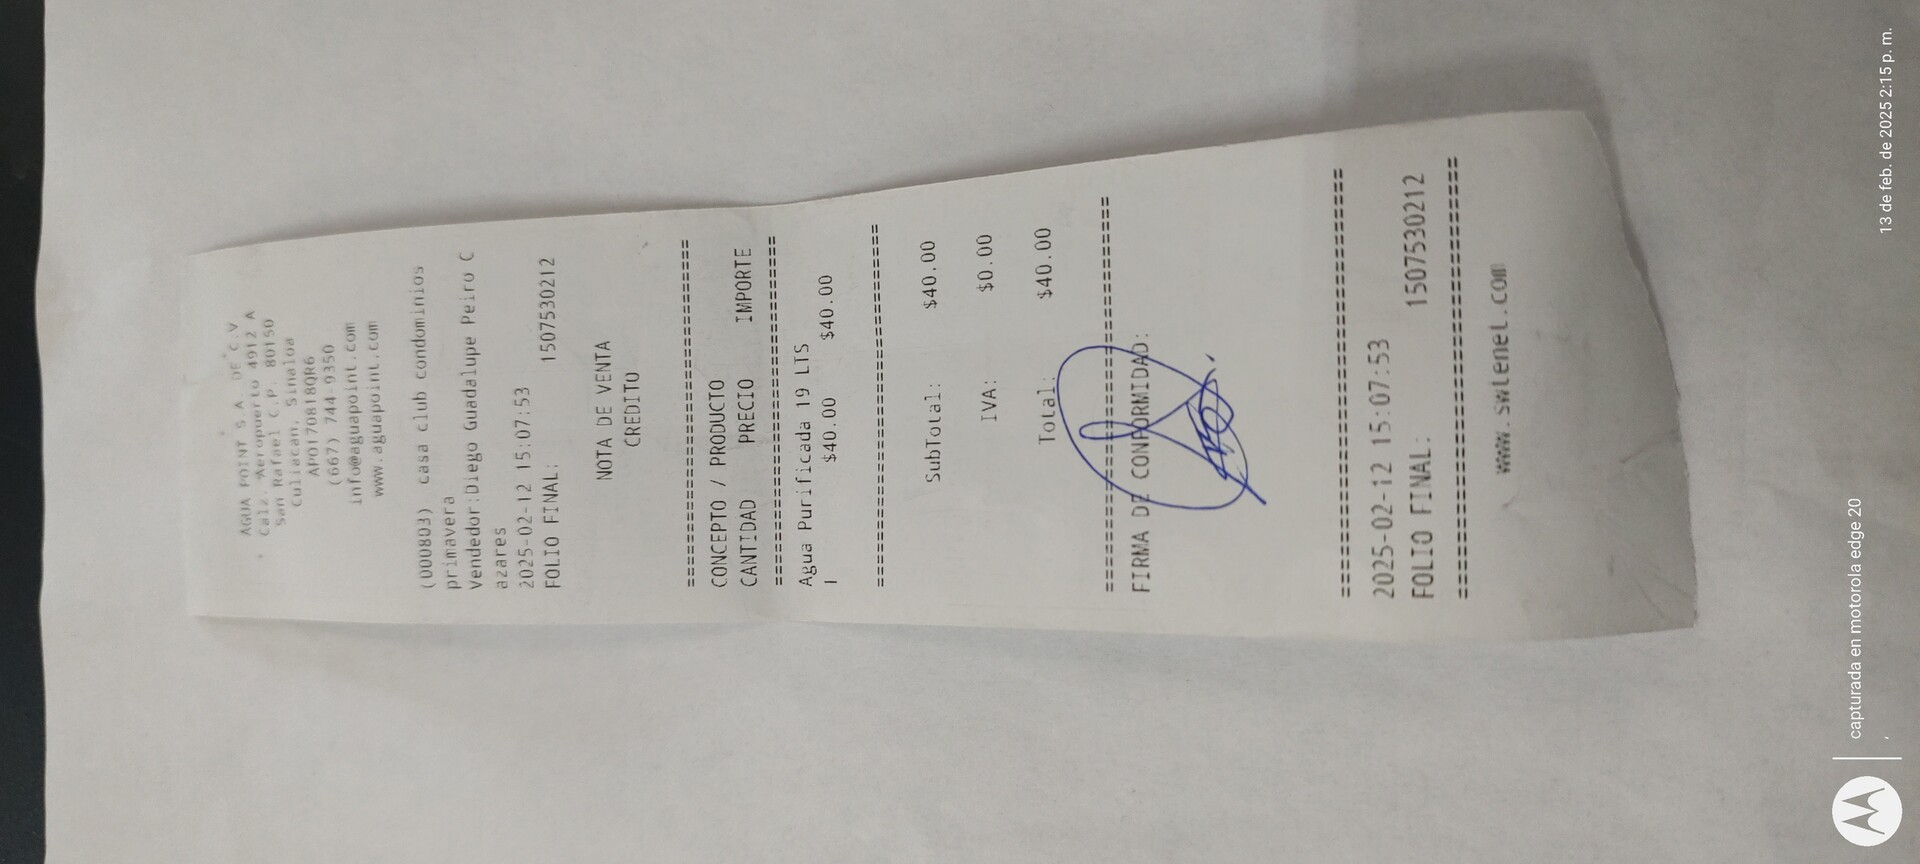 AGUA POINT S.A. DE C.V
Calz. Aeropuerto 4912 A
San Rafael C.P. 80150
Culiacan, Sinaloa
APO170818QR6
(667) 744-9350
info@aguapoint.com
www.aguapoint.com
(000803) casa club condominios
primavera
Vendedor:Diego Guadalupe Peiro C
azares
2025-02-12 15:07:53
FOLIO FINAL: 1507530212
NOTA DE VENTA
CREDITO
================================
CONCEPTO / PRODUCTO
CANTIDAD PRECIO IMPORTE
================================
Agua Purificada 19 LTS
1 $40.00 $40.00
================================
SubTotal: $40.00
IVA: $0.00
Total: $40.00
================================
FIRMA DE CONFORMIDAD:
================================
2025-02-12 15:07:53
FOLIO FINAL: 1507530212
================================
www.swtenet.com
capturada en motorola edge 20
13 de feb. de 2025 2:15 p. m.